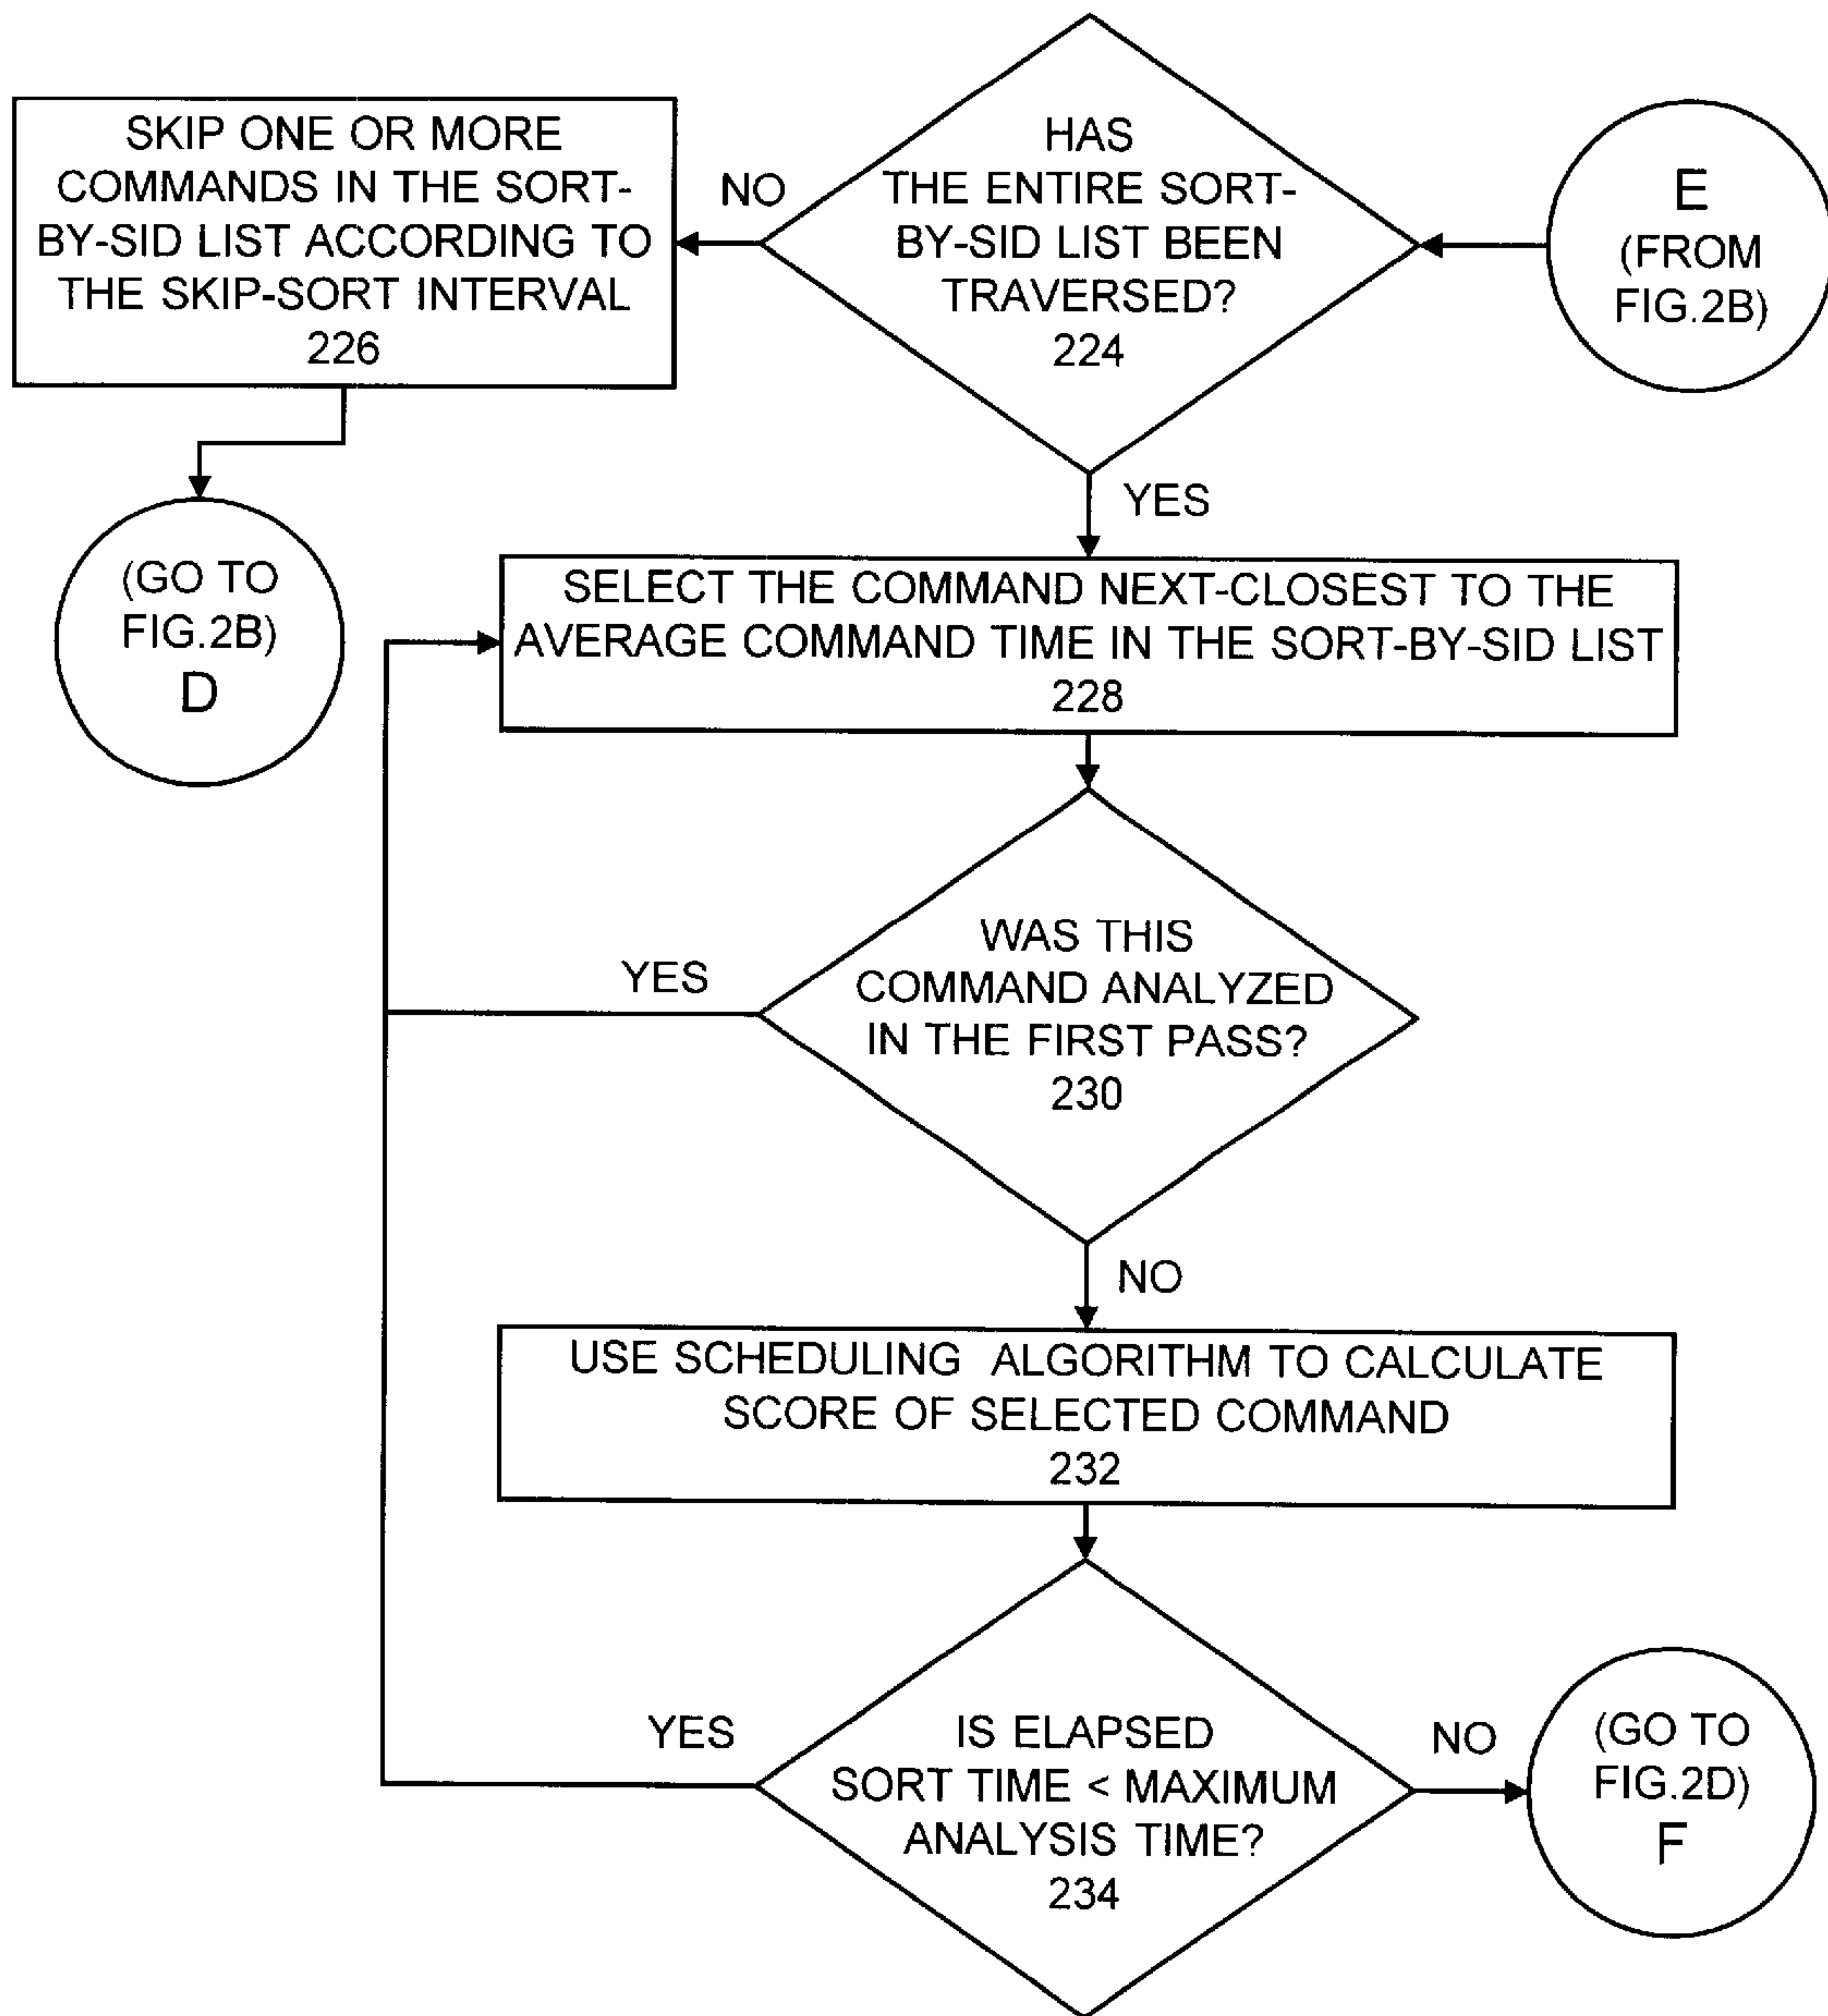 E
(FROM
FIG.2B)
HAS
THE ENTIRE SORT-
BY-SID LIST BEEN
TRAVERSED?
224
NO
SKIP ONE OR MORE
COMMANDS IN THE SORT-
BY-SID LIST ACCORDING TO
THE SKIP-SORT INTERVAL
226
(GO TO
FIG.2B)
D
YES
SELECT THE COMMAND NEXT-CLOSEST TO THE
AVERAGE COMMAND TIME IN THE SORT-BY-SID LIST
228
WAS THIS
COMMAND ANALYZED
IN THE FIRST PASS?
230
YES
NO
USE SCHEDULING ALGORITHM TO CALCULATE
SCORE OF SELECTED COMMAND
232
IS ELAPSED
SORT TIME < MAXIMUM
ANALYSIS TIME?
234
YES
NO
(GO TO
FIG.2D)
F